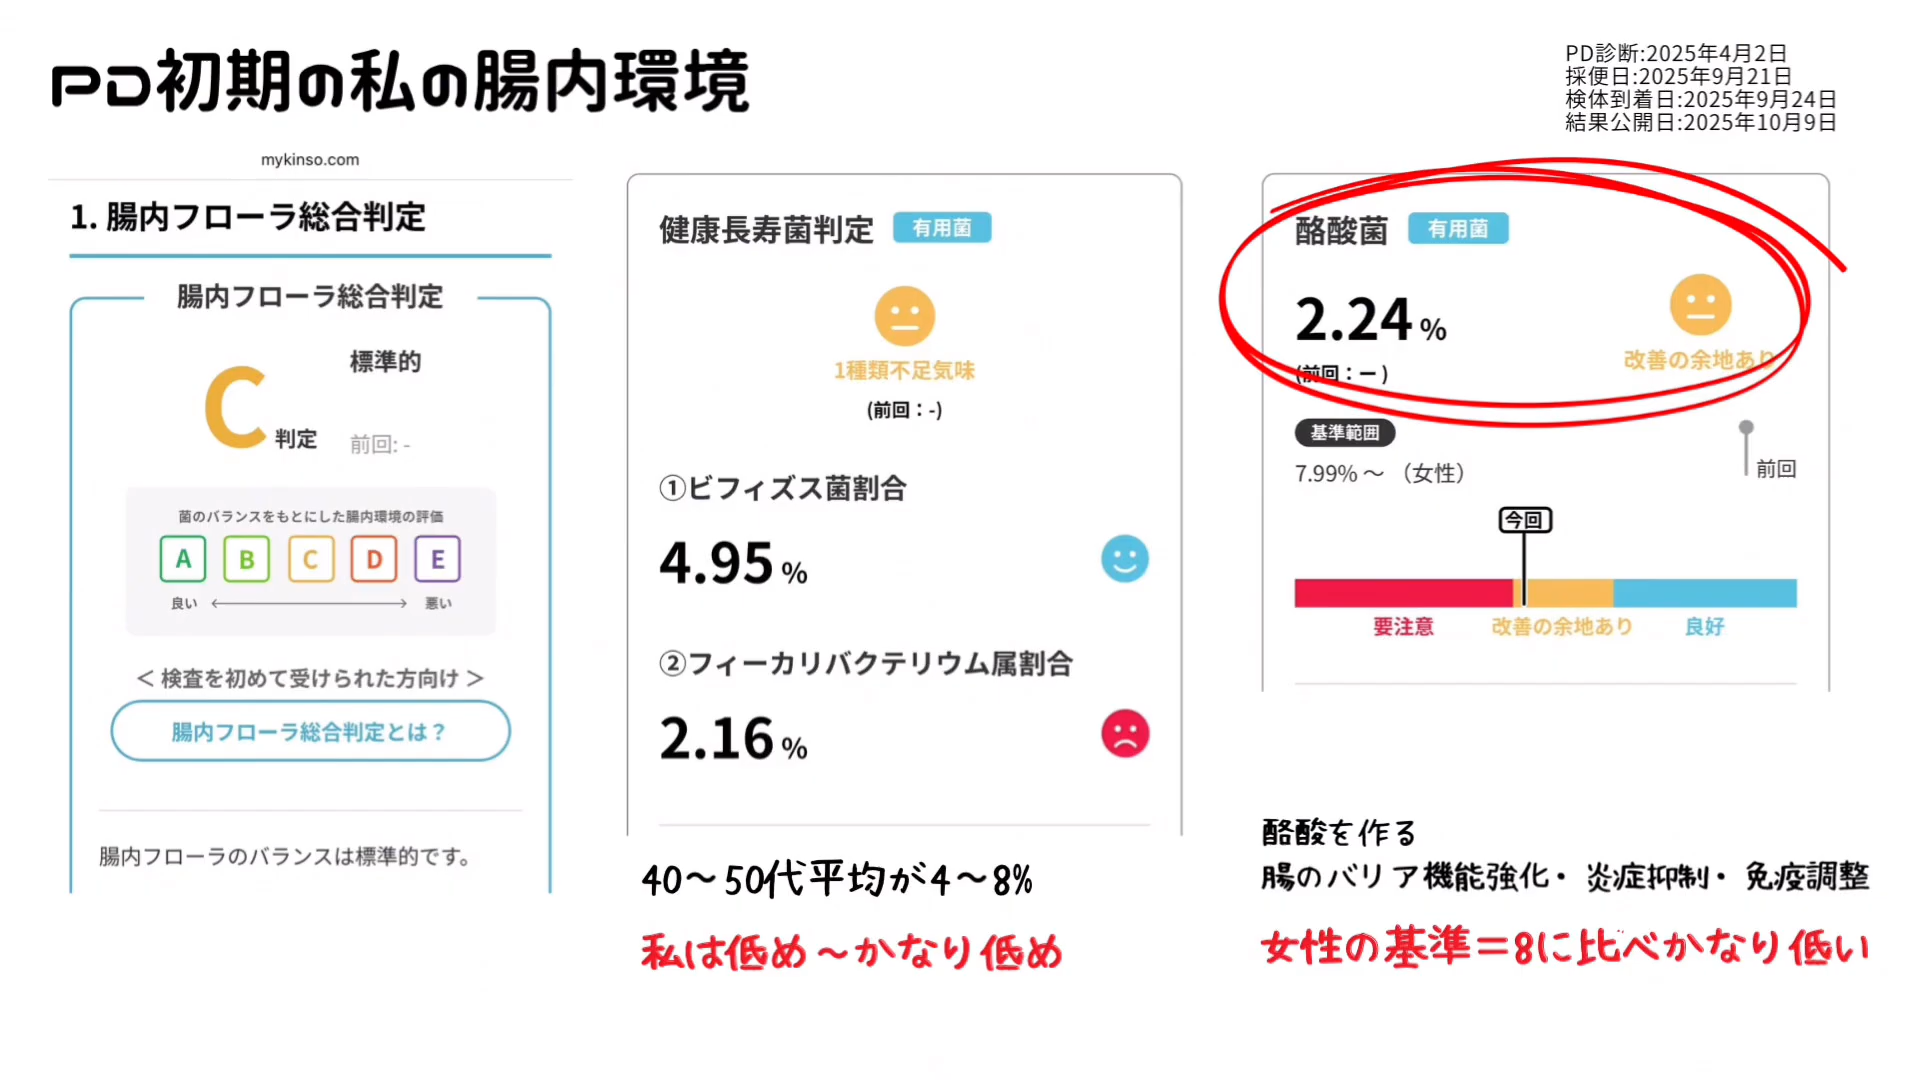 PD初期の私の腸内環境
PD診断:2025年4月2日
採便日:2025年9月21日
検体到着日:2025年9月24日
結果公開日:2025年10月9日
mykinso.com
1. 腸内フローラ総合判定
腸内フローラ総合判定
C 判定
標準的
前回: -
菌のバランスをもとにした腸内環境の評価
A B C D E
良い 悪い
＜ 検査を初めて受けられた方向け ＞
腸内フローラ総合判定とは？
腸内フローラのバランスは標準的です。
健康長寿菌判定 有用菌
1種類不足気味
(前回：-)
①ビフィズス菌割合
4.95 %
②フィーカリバクテリウム属割合
2.16 %
40～50代平均が4～8%
私は低め～かなり低め
酪酸菌 有用菌
2.24 %
改善の余地あり
(前回：ー )
基準範囲
7.99% ～ （女性）
前回
今回
要注意 改善の余地あり 良好
酪酸を作る
腸のバリア機能強化・炎症抑制・免疫調整
女性の基準＝8に比べかなり低い